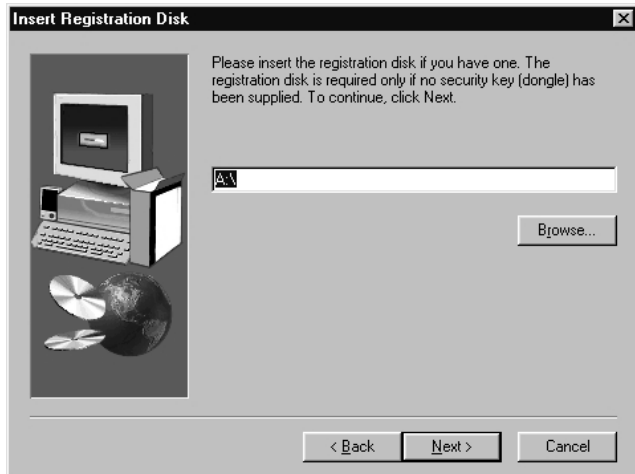 Insert Registration Disk
Please insert the registration disk if you have one. The
registration disk is required only if no security key (dongle) has
been supplied. To continue, click Next.
A:\
Browse...
< Back
Next >
Cancel